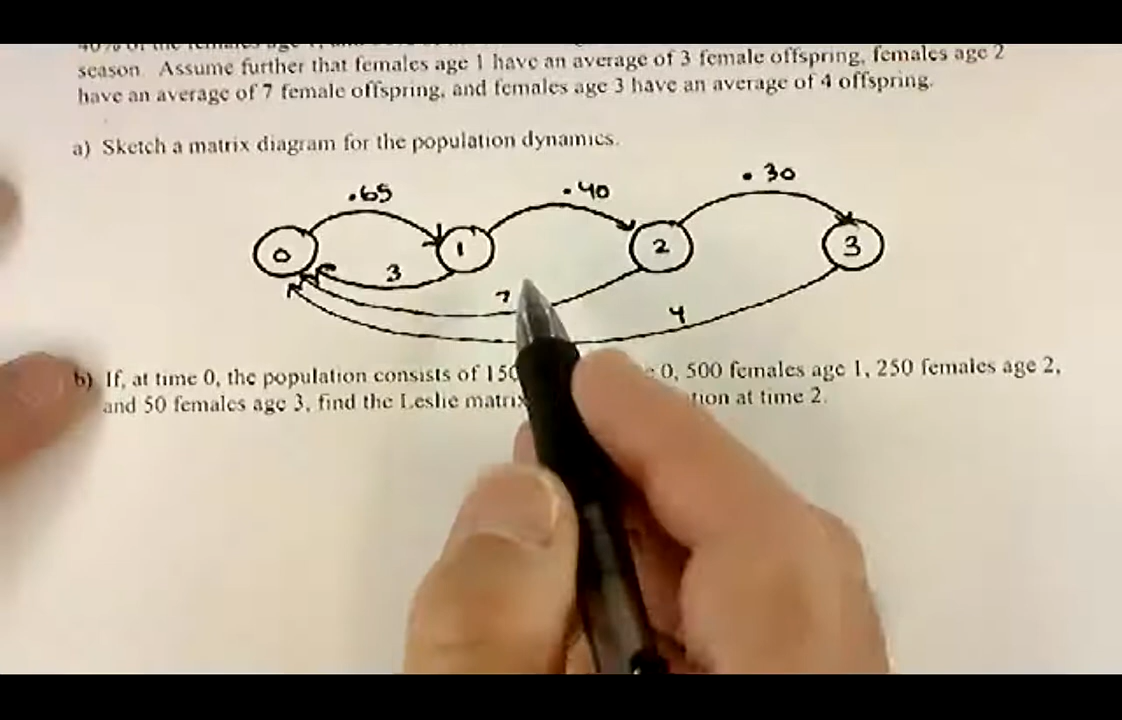 season. Assume further that females age 1 have an average of 3 female offspring, females age 2
have an average of 7 female offspring, and females age 3 have an average of 4 offspring.
a) Sketch a matrix diagram for the population dynamics.
.65 .40 .30
0 1 2 3
3 7 4
b) If, at time 0, the population consists of 150 0, 500 females age 1, 250 females age 2,
and 50 females age 3, find the Leslie matrix at time 2.